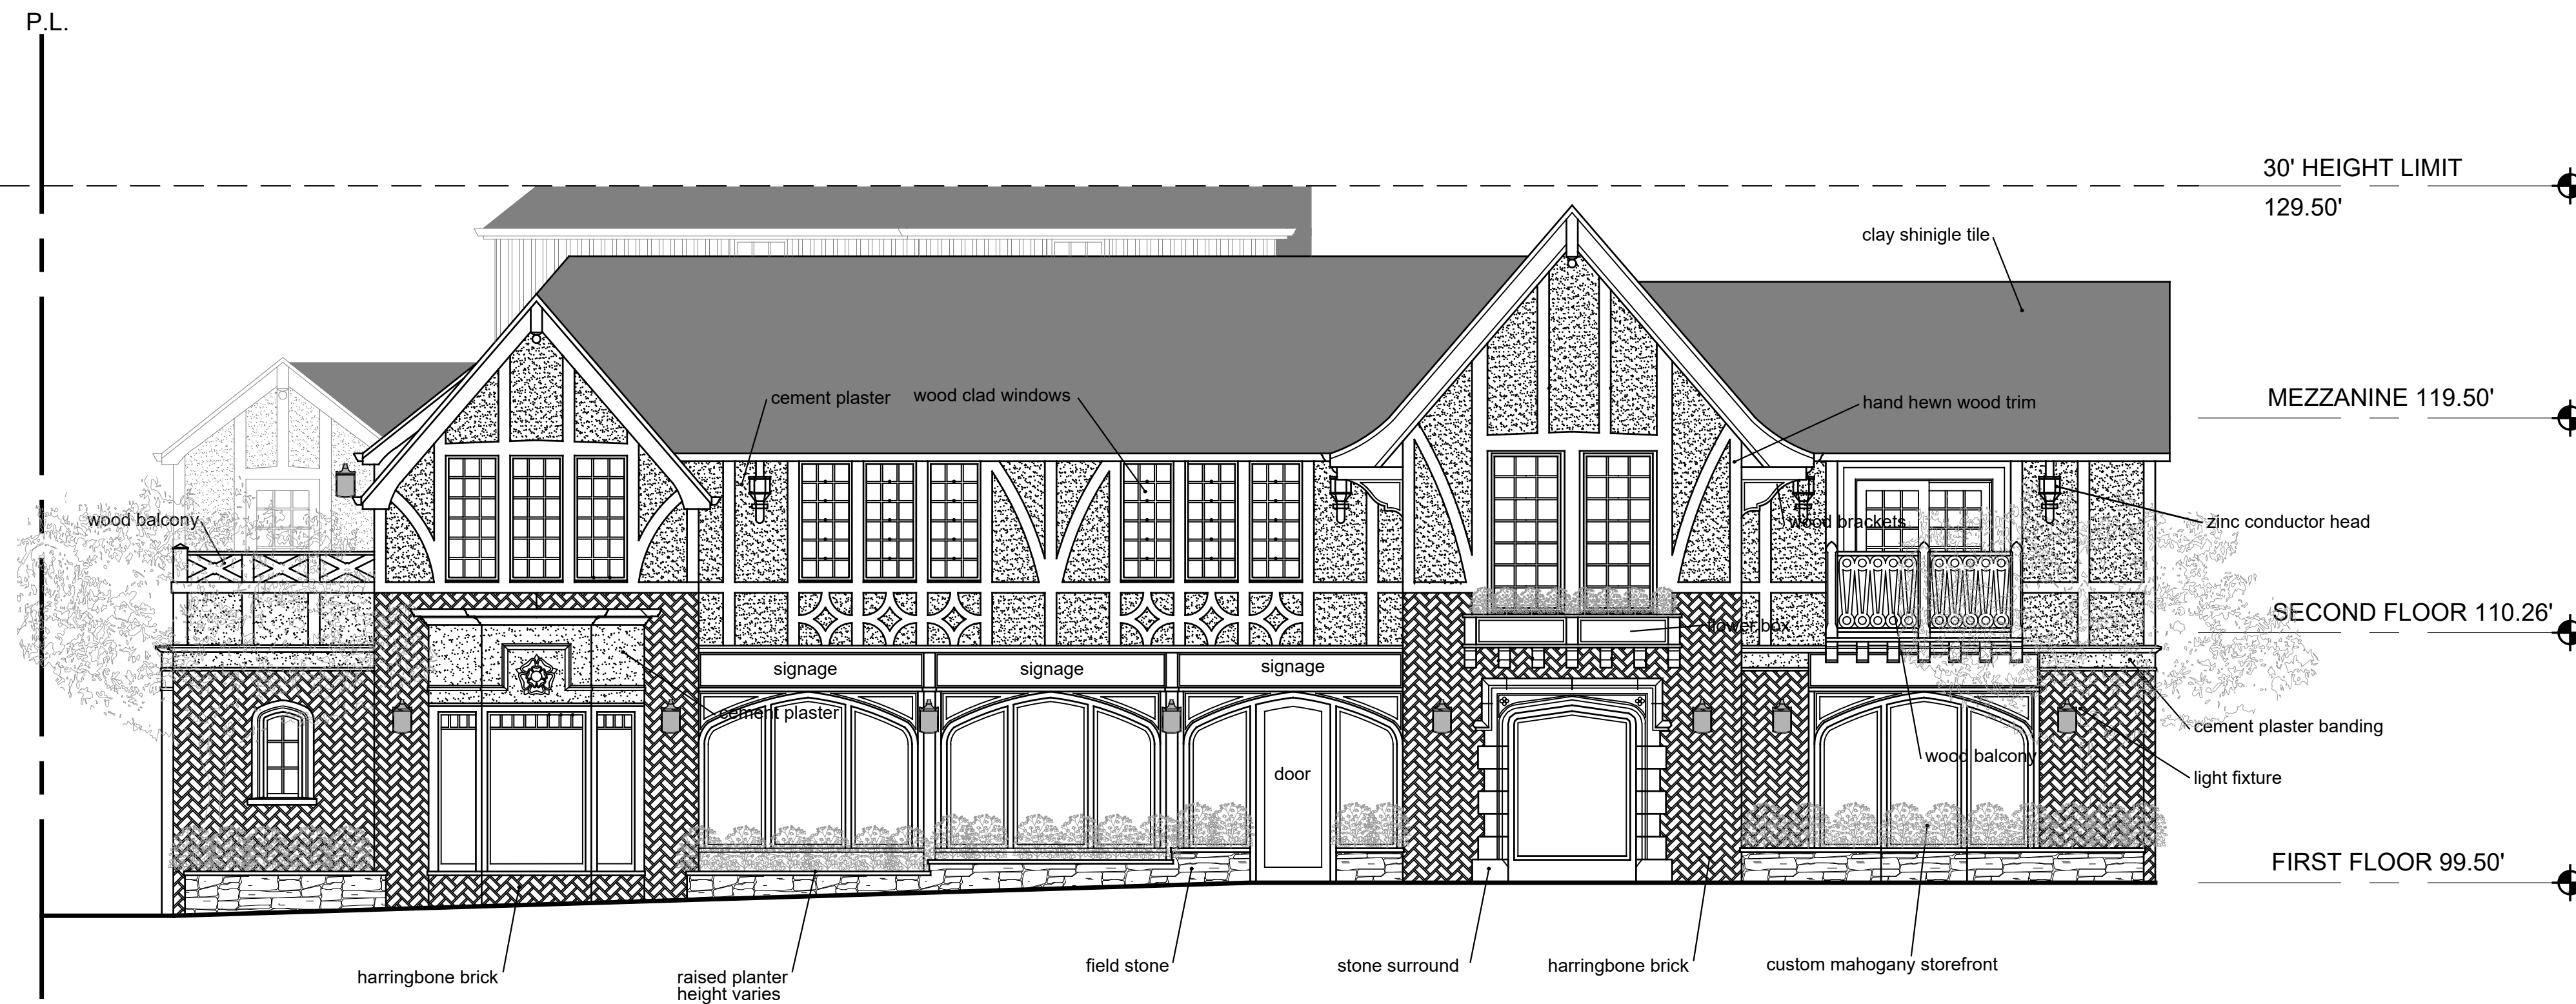 P.L.
30' HEIGHT LIMIT
129.50'
clay shinigle tile
cement plaster
wood clad windows
hand hewn wood trim
MEZZANINE 119.50'
wood balcony
wood brackets
zinc conductor head
SECOND FLOOR 110.26'
flower box
signage
signage
signage
cement plaster
cement plaster banding
wood balcony
door
light fixture
FIRST FLOOR 99.50'
harringbone brick
raised planter
height varies
field stone
stone surround
harringbone brick
custom mahogany storefront